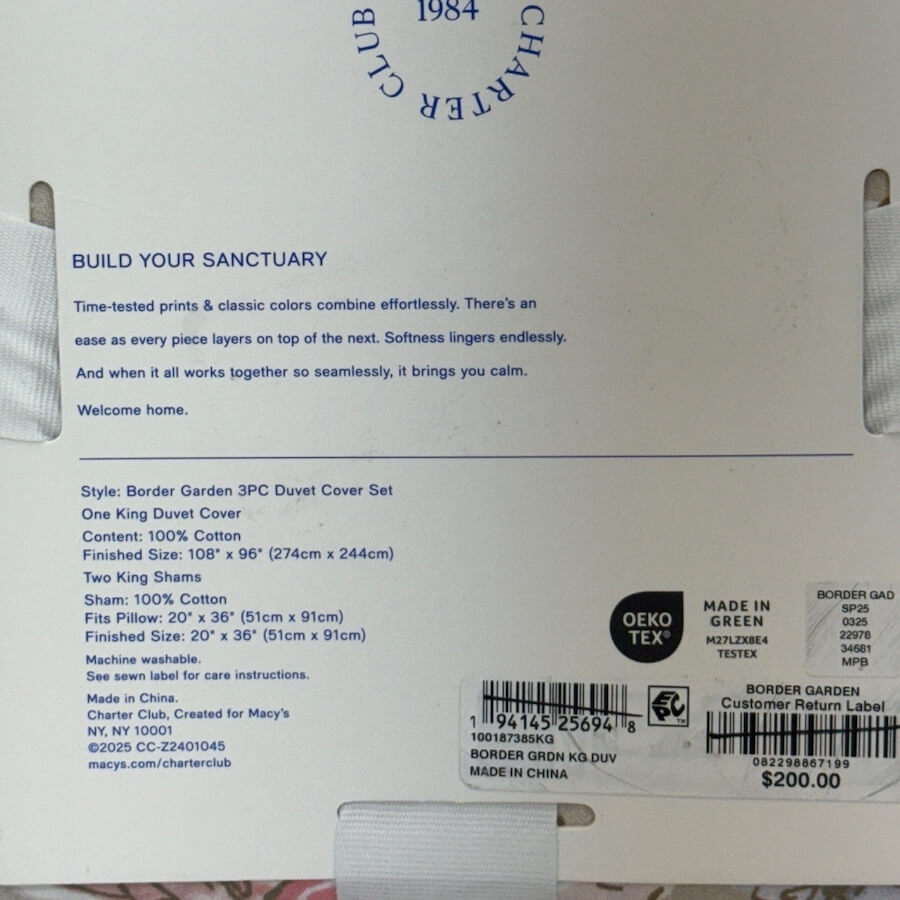 1984
CHARTER CLUB
BUILD YOUR SANCTUARY
Time-tested prints & classic colors combine effortlessly. There's an
ease as every piece layers on top of the next. Softness lingers endlessly.
And when it all works together so seamlessly, it brings you calm.
Welcome home.
Style: Border Garden 3PC Duvet Cover Set
One King Duvet Cover
Content: 100% Cotton
Finished Size: 108" x 96" (274cm x 244cm)
Two King Shams
Sham: 100% Cotton
Fits Pillow: 20" x 36" (51cm x 91cm)
Finished Size: 20" x 36" (51cm x 91cm)
Machine washable.
See sewn label for care instructions.
Made in China.
Charter Club, Created for Macy's
NY, NY 10001
©2025 CC-Z2401045
macys.com/charterclub
OEKO
TEX®
MADE IN
GREEN
M27LZX8E4
TESTEX
BORDER GAD
SP25
0325
22978
34681
MPB
1 94145 25694 8
100187385KG
BORDER GRDN KG DUV
MADE IN CHINA
EPC™
BORDER GARDEN
Customer Return Label
082298867199
$200.00